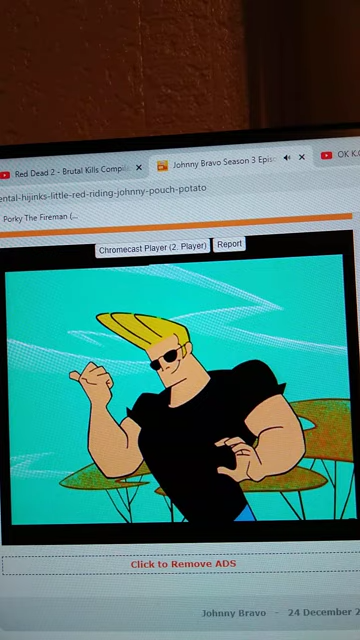 Red Dead 2 - Brutal Kills Compil
Johnny Bravo Season 3 Epis
OK K.O
ental-hijinks-little-red-riding-johnny-pouch-potato
Porky The Fireman (...
Chromecast Player (2. Player)
Report
Click to Remove ADS
Johnny Bravo - 24 December 2